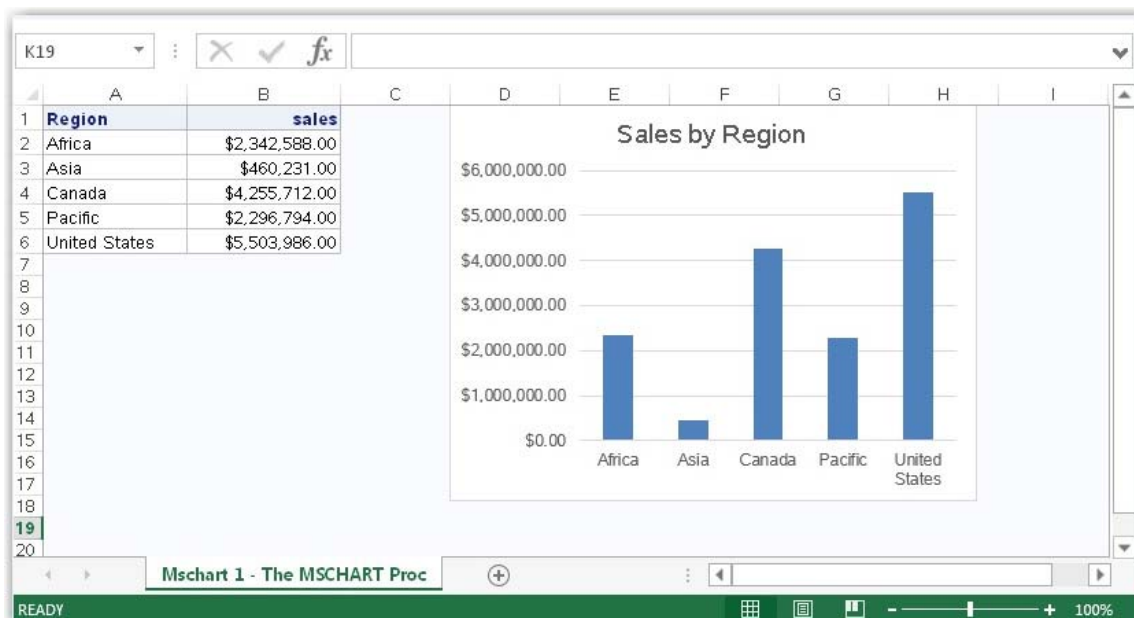 K19
fx
A B C D E F G H I
1 Region sales
2 Africa $2,342,588.00
3 Asia $460,231.00
4 Canada $4,255,712.00
5 Pacific $2,296,794.00
6 United States $5,503,986.00
7
8
9
10
11
12
13
14
15
16
17
18
19
20
Sales by Region
$6,000,000.00
$5,000,000.00
$4,000,000.00
$3,000,000.00
$2,000,000.00
$1,000,000.00
$0.00
Africa Asia Canada Pacific United
States
Mschart 1 - The MSCHART Proc
READY 100%